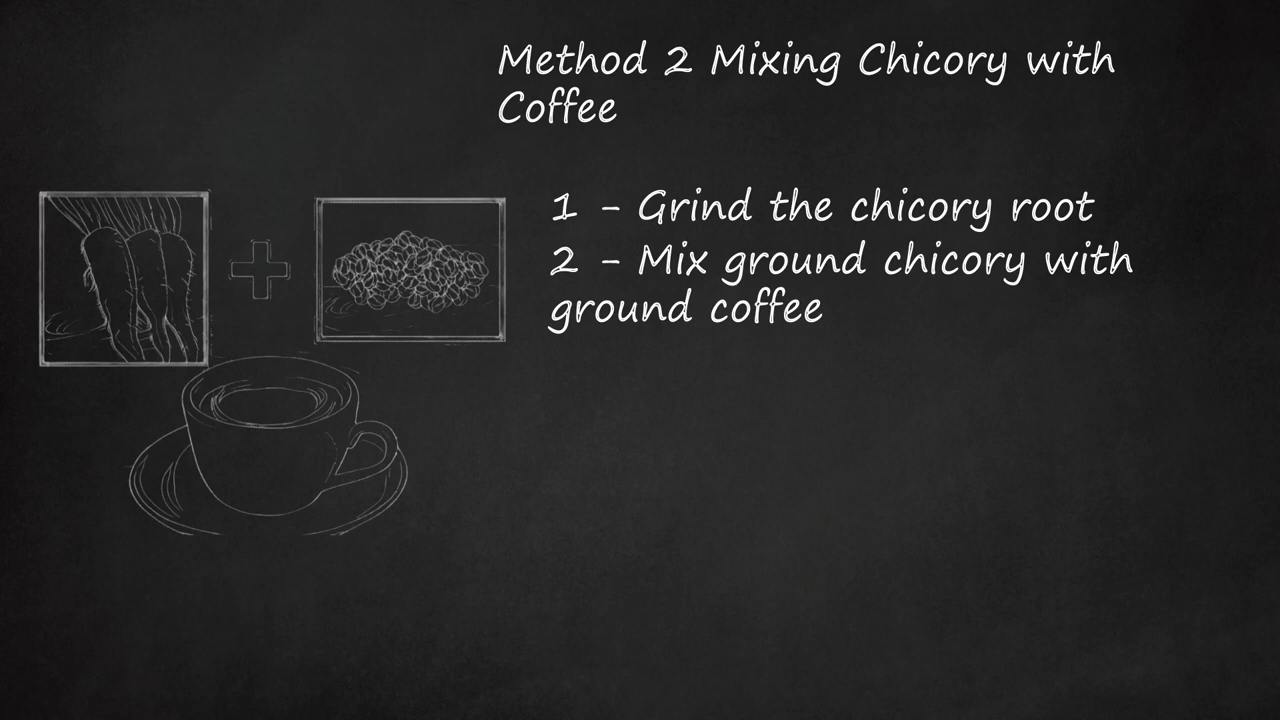 Method 2 Mixing Chicory with
Coffee
1 - Grind the chicory root
2 - Mix ground chicory with
ground coffee